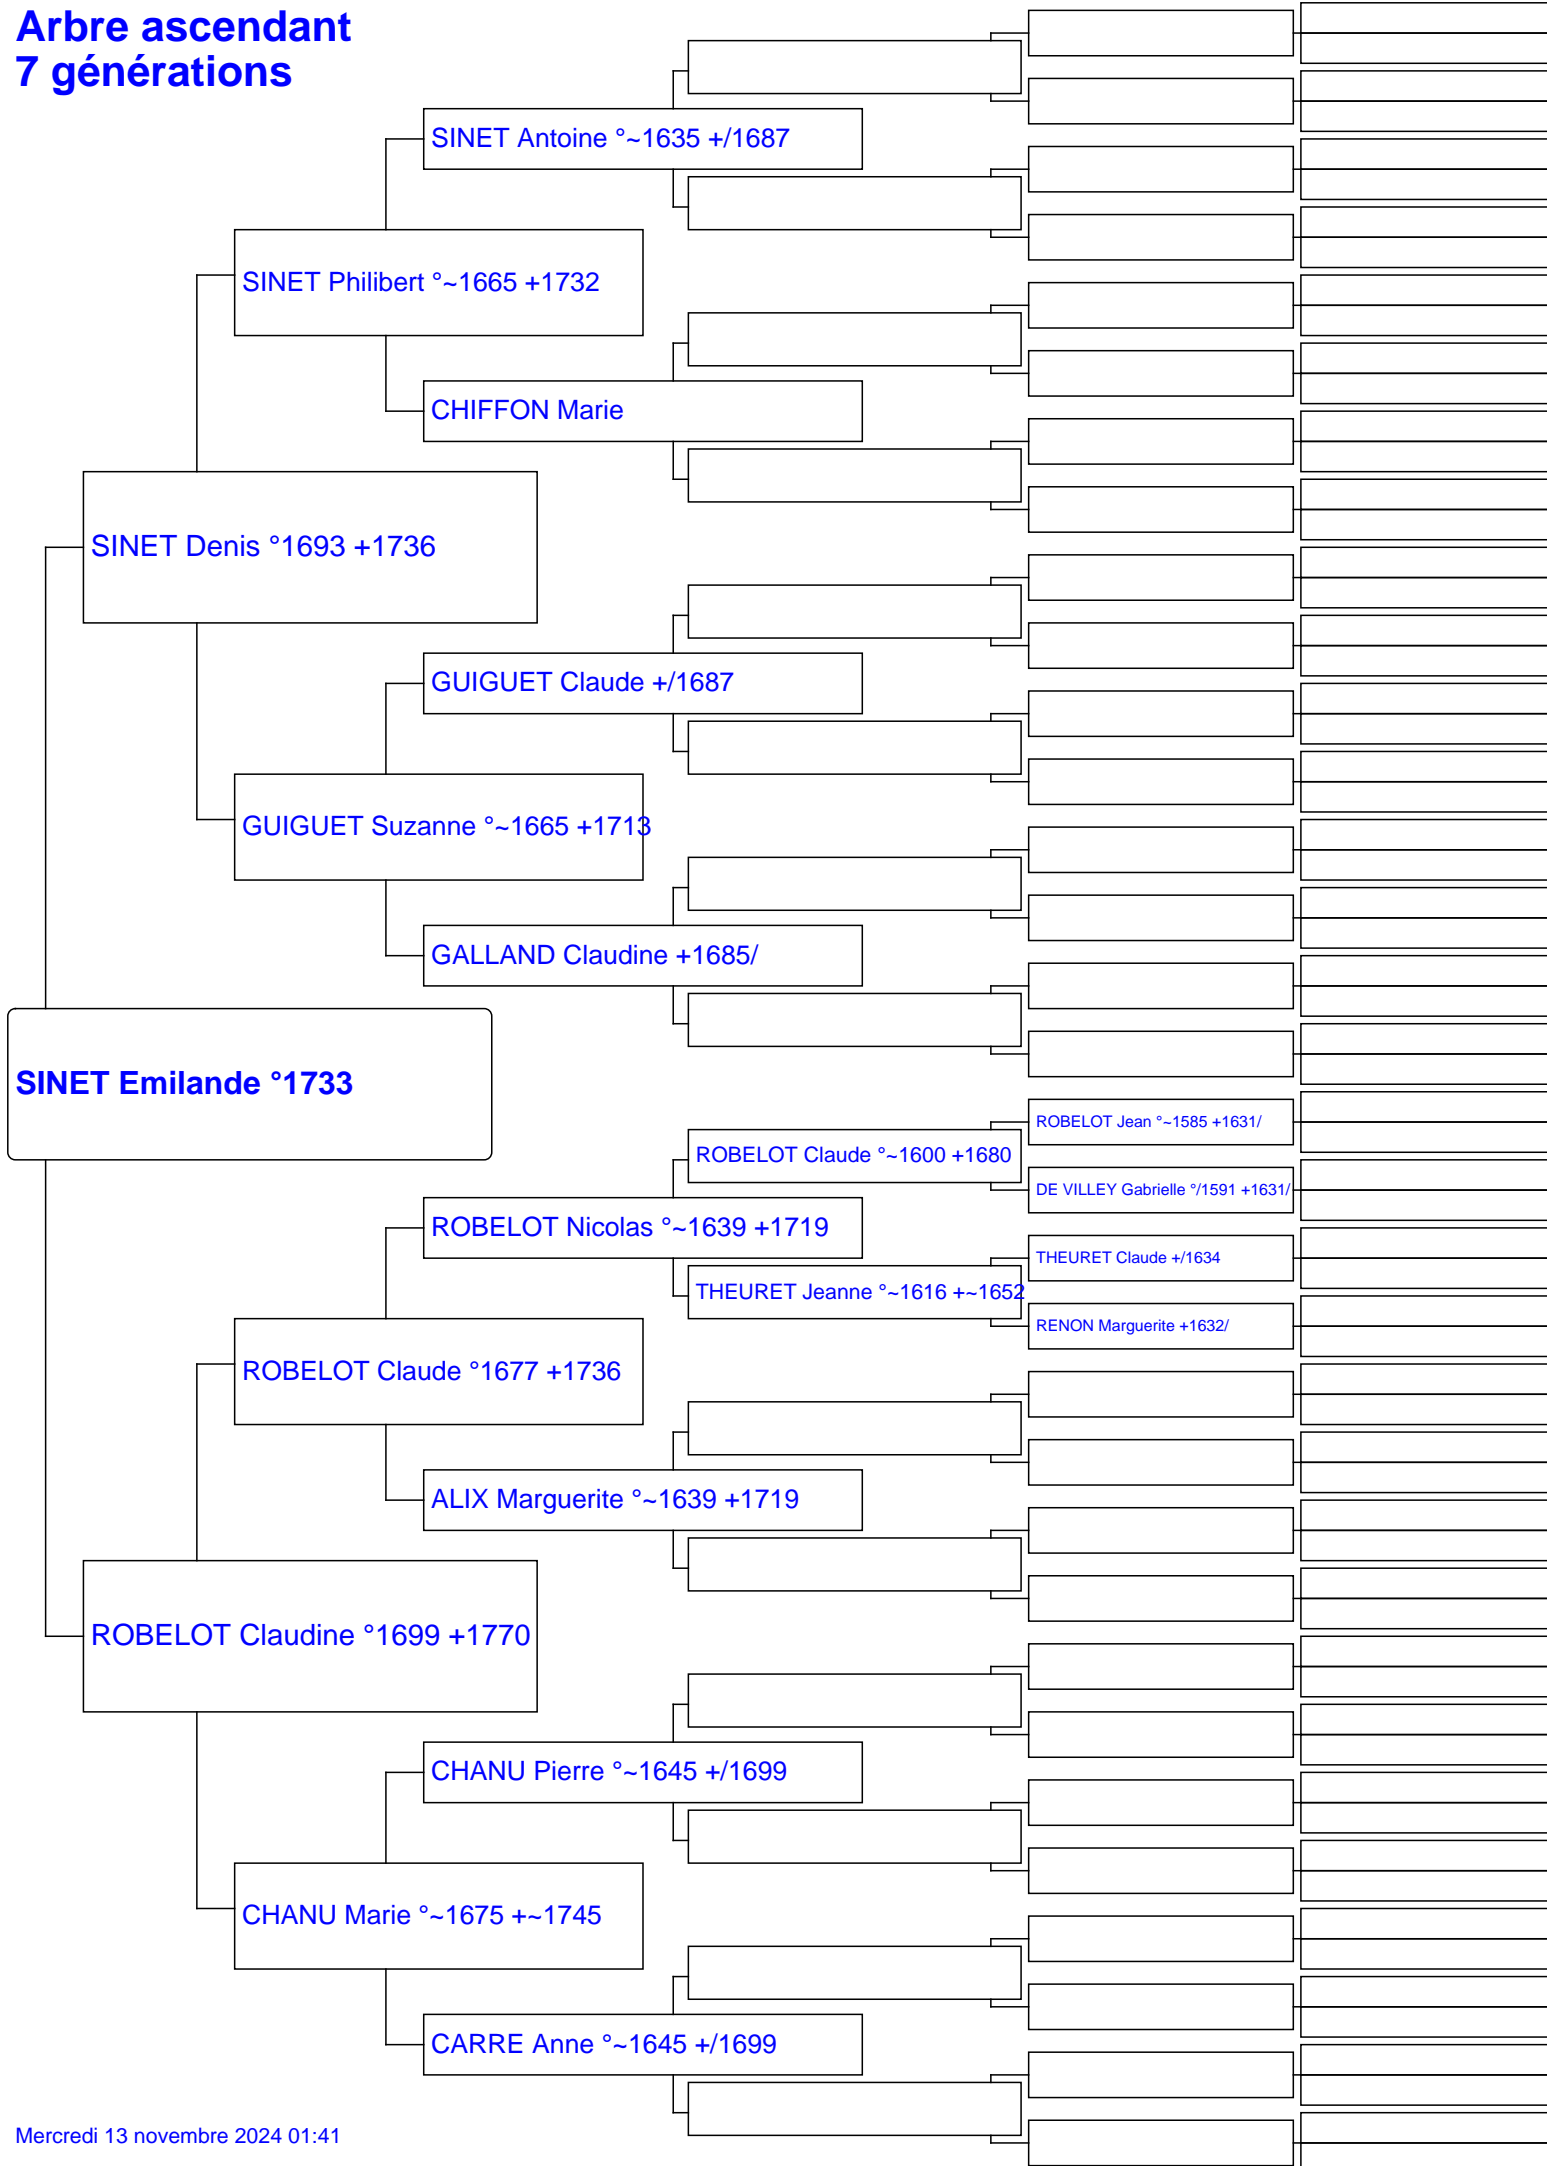 Arbre ascendant
7 générations
SINET Antoine °~1635 +/1687
SINET Philibert °~1665 +1732
CHIFFON Marie
SINET Denis °1693 +1736
GUIGUET Claude +/1687
GUIGUET Suzanne °~1665 +1713
GALLAND Claudine +1685/
SINET Emilande °1733
ROBELOT Jean °~1585 +1631/
ROBELOT Claude °~1600 +1680
DE VILLEY Gabrielle °/1591 +1631/
ROBELOT Nicolas °~1639 +1719
THEURET Claude +/1634
THEURET Jeanne °~1616 +~1652
RENON Marguerite +1632/
ROBELOT Claude °1677 +1736
ALIX Marguerite °~1639 +1719
ROBELOT Claudine °1699 +1770
CHANU Pierre °~1645 +/1699
CHANU Marie °~1675 +~1745
CARRE Anne °~1645 +/1699
Mercredi 13 novembre 2024 01:41